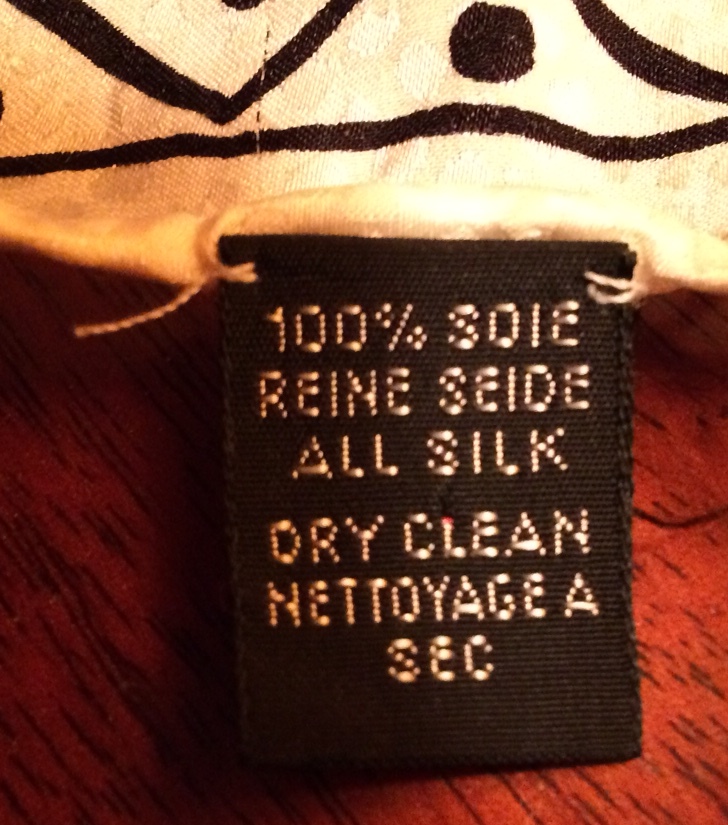 100% SOIE
REINE SEIDE
ALL SILK
DRY CLEAN
NETTOYAGE A
SEC